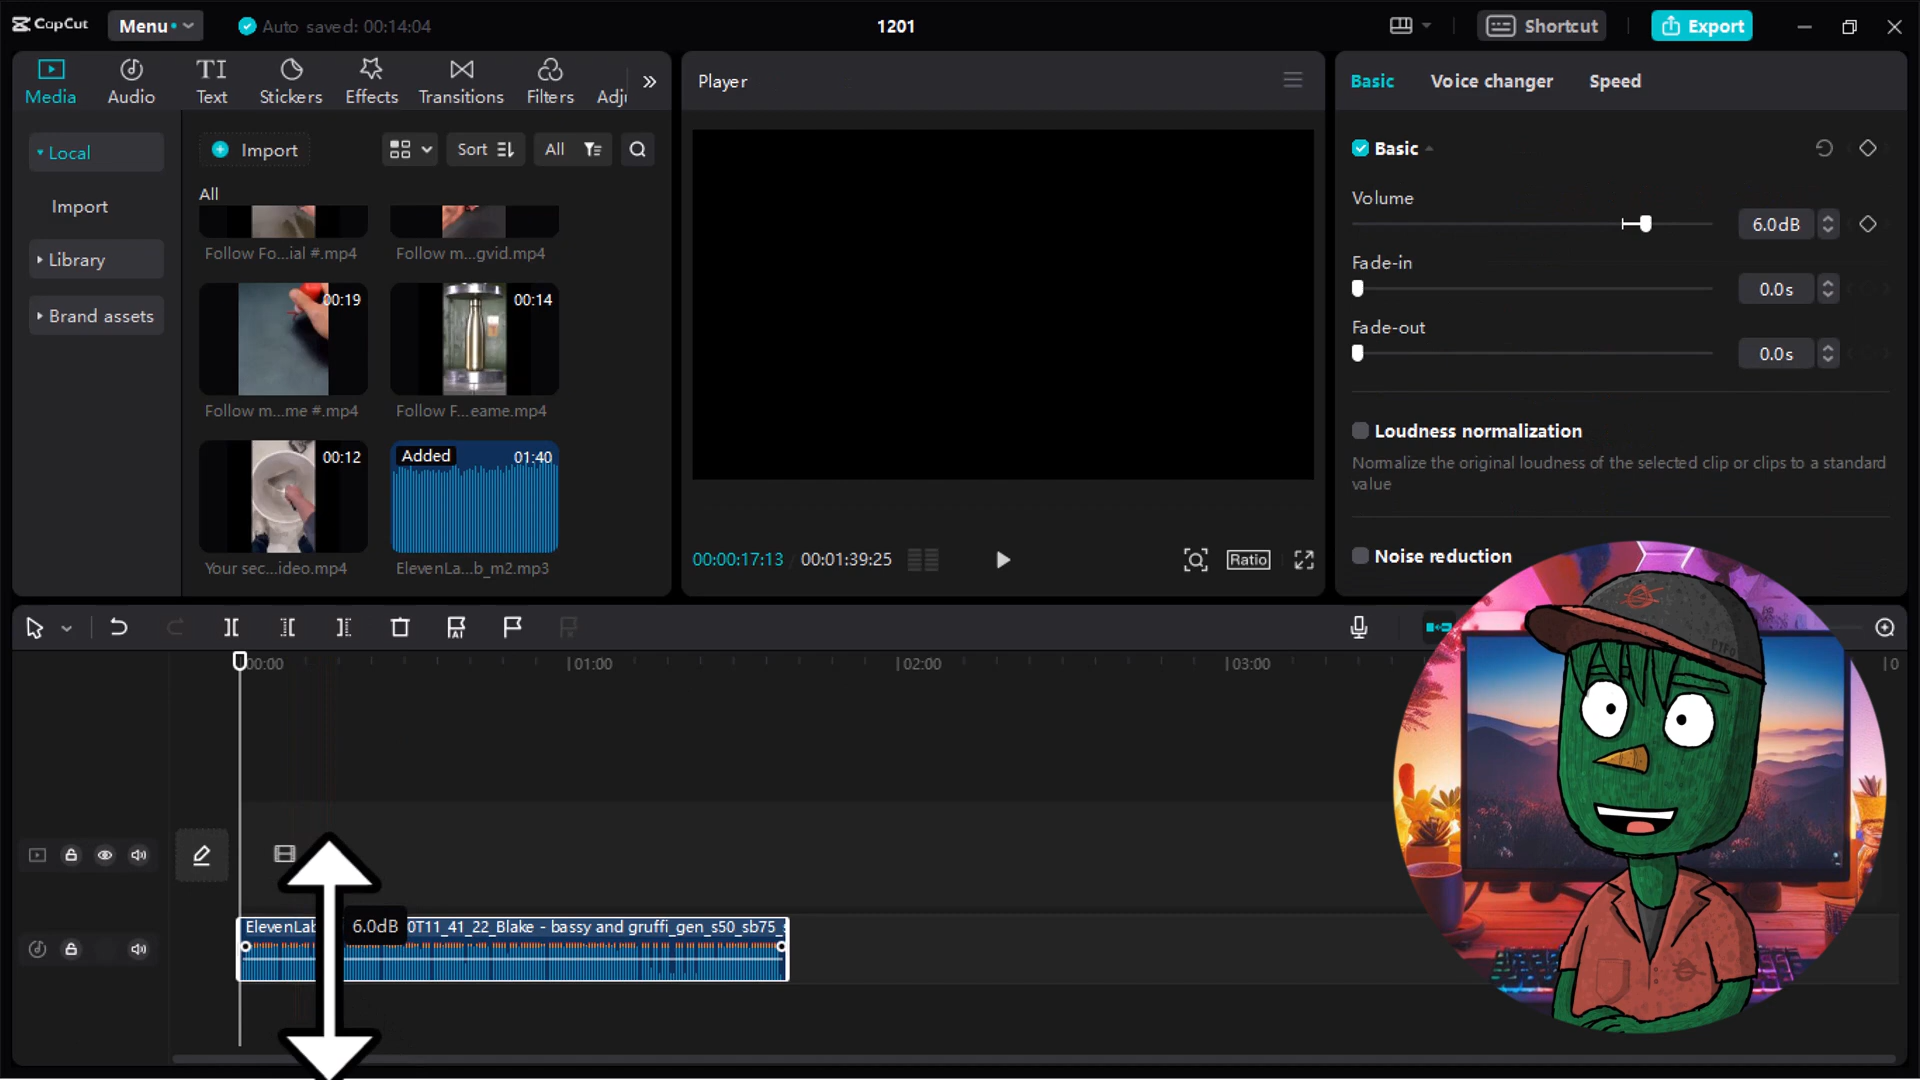 CapCut
Menu
Auto saved: 00:14:04
1201
Shortcut
Export
Media
Audio
TI
Text
Stickers
Effects
Transitions
Filters
Adj
Local
Import
Library
Brand assets
Import
Sort
All
All
Follow Fo...ial #.mp4
Follow m...gvid.mp4
00:19
00:14
Follow m...me #.mp4
Follow F...eame.mp4
00:12
Added
01:40
Your sec...ideo.mp4
ElevenLa...b_m2.mp3
Player
00:00:17:13
00:01:39:25
Ratio
Basic
Voice changer
Speed
Basic
Volume
6.0dB
Fade-in
0.0s
Fade-out
0.0s
Loudness normalization
Normalize the original loudness of the selected clip or clips to a standard
value
Noise reduction
00:00
01:00
02:00
03:00
0
ElevenLab
6.0dB
0T11_41_22_Blake - bassy and gruffi_gen_s50_sb75_
PTFO